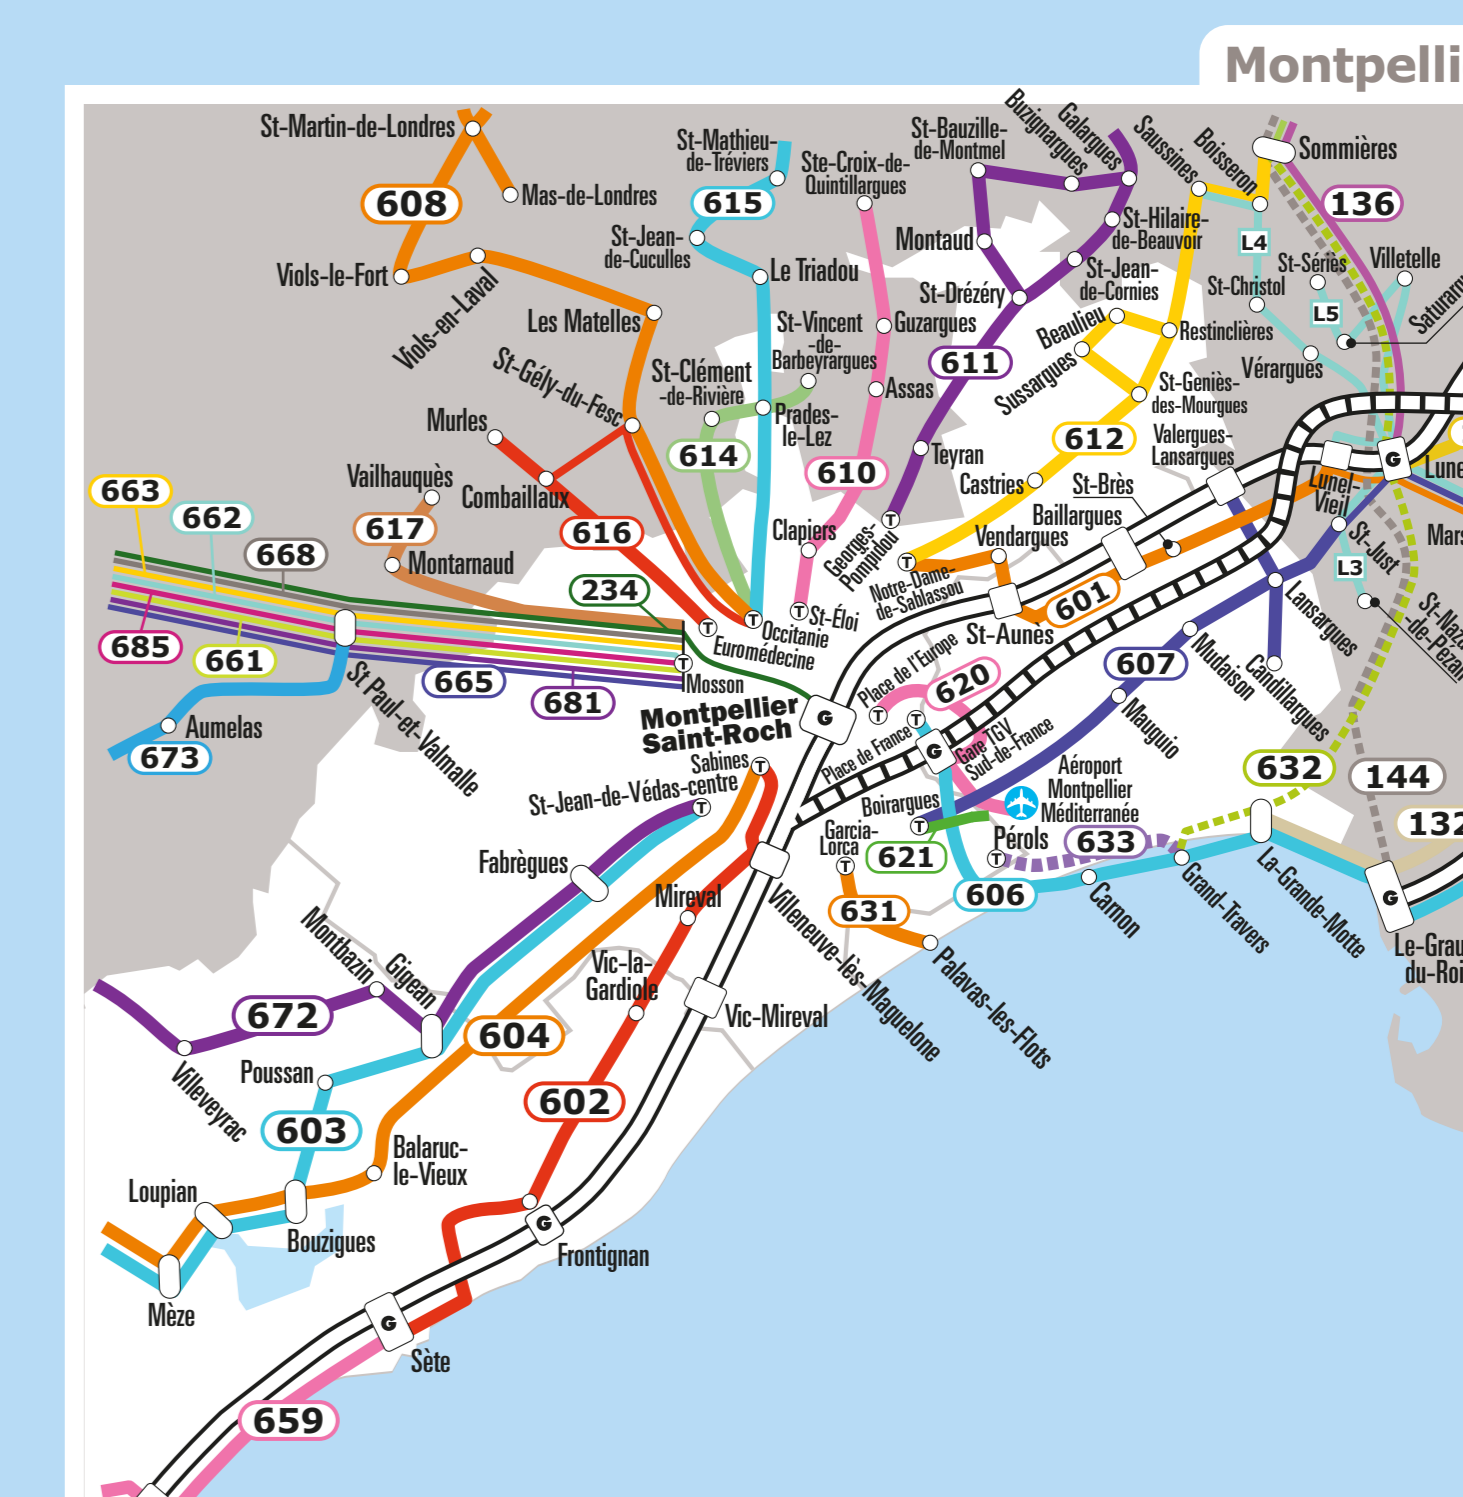 Montpelli
St-Martin-de-Londres
608
Mas-de-Londres
Viols-le-Fort
Viols-en-Laval
Les Matelles
St-Gély-du-Fesc
St-Mathieu-
de-Tréviers
615
St-Jean-
de-Cuculles
Le Triadou
Ste-Croix-de-
Quintillargues
St-Vincent
-de-
Barbeyrargues
St-Clément
-de-Rivière
Prades-
le-Lez
614
Guzargues
Assas
610
Clapiers
St-Éloi
St-Bauzille-
de-Montmel
Buzignargues
Galargues
Montaud
St-Hilaire-
de-Beauvoir
St-Jean-
de-Cornies
St-Drézéry
611
Teyran
Georges-
Pompidou
Saussines
Boisseron
Sommières
136
L4
St-Christol
St-Sériès
L5
Villetelle
Vérargues
Beaulieu
Sussargues
Restinclières
St-Geniès-
des-Mourgues
612
Castries
Notre-Dame-
de-Sablassou
Valergues-
Lansargues
St-Brès
Baillargues
Vendargues
601
St-Aunès
G
Lunel-
Vieil
St-Just
L3
Mars
Lansargues
Candillargues
Mudaison
607
Mauguio
Murles
Combaillaux
Vailhauquès
617
616
Montarnaud
663
662
668
234
685
661
665
681
T
Occitanie
T
Euromédecine
T
Mosson
St Paul-et-Valmalle
Aumelas
673
Montpellier
Saint-Roch
G
Place de l'Europe
620
Place de France
G
Gare TGV
Sud-de-France
Aéroport
Montpellier
Méditerranée
Boirargues
T
621
Garcia-
Lorca
T
631
Pérols
T
633
606
632
144
132
Carnon
Grand-Travers
La-Grande-Motte
G
Le-Grau
du-Roi
Palavas-les-Flots
Sabines
T
St-Jean-de-Védas-centre
T
Fabrègues
Mireval
Villeneuve-lès-Maguelone
Vic-la-
Gardiole
Vic-Mireval
Montbazin
Gigean
672
Villeveyrac
604
Poussan
603
602
Balaruc-
le-Vieux
Loupian
Bouzigues
Mèze
G
Frontignan
G
Sète
659